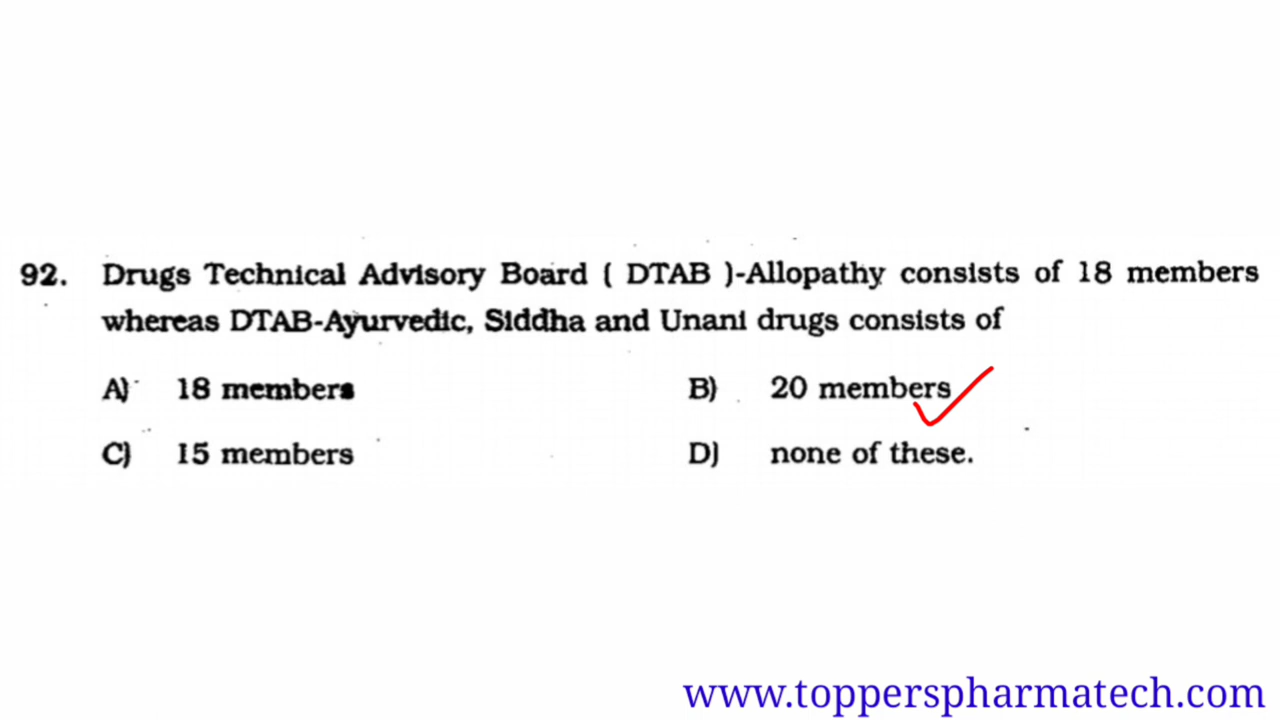 92. Drugs Technical Advisory Board ( DTAB )-Allopathy consists of 18 members
whereas DTAB-Ayurvedic, Siddha and Unani drugs consists of
A) 18 members B) 20 members
C) 15 members D) none of these.
www.topperspharmatech.com